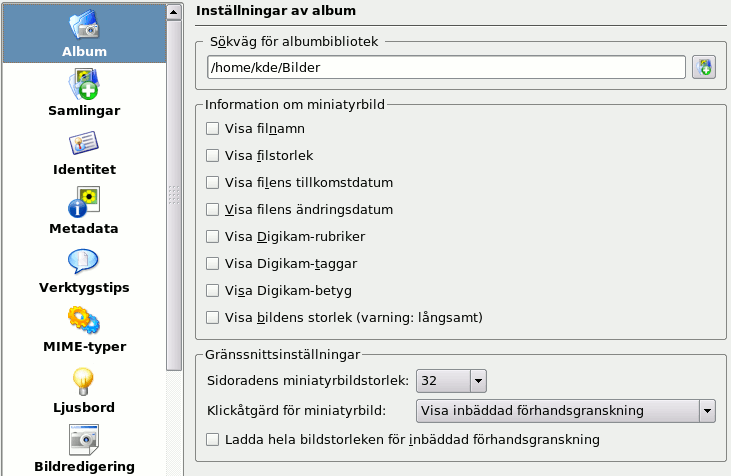 Album
Samlingar
Identitet
Metadata
Verktygstips
MIME-typer
Ljusbord
Bildredigering
Inställningar av album
Sökväg för albumbibliotek
/home/kde/Bilder
Information om miniatyrbild
Visa filnamn
Visa filstorlek
Visa filens tillkomstdatum
Visa filens ändringsdatum
Visa Digikam-rubriker
Visa Digikam-taggar
Visa Digikam-betyg
Visa bildens storlek (varning: långsamt)
Gränssnittsinställningar
Sidoradens miniatyrbildstorlek: 32
Klickåtgärd för miniatyrbild: Visa inbäddad förhandsgranskning
Ladda hela bildstorleken för inbäddad förhandsgranskning